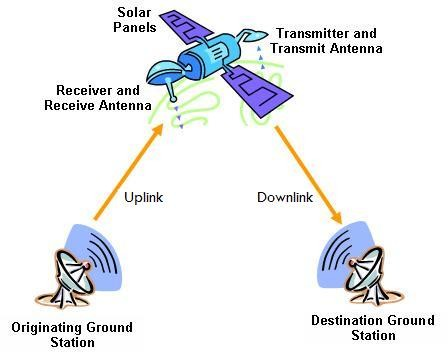 Solar
Panels
Transmitter and
Transmit Antenna
Receiver and
Receive Antenna
Uplink
Downlink
Originating Ground
Station
Destination Ground
Station